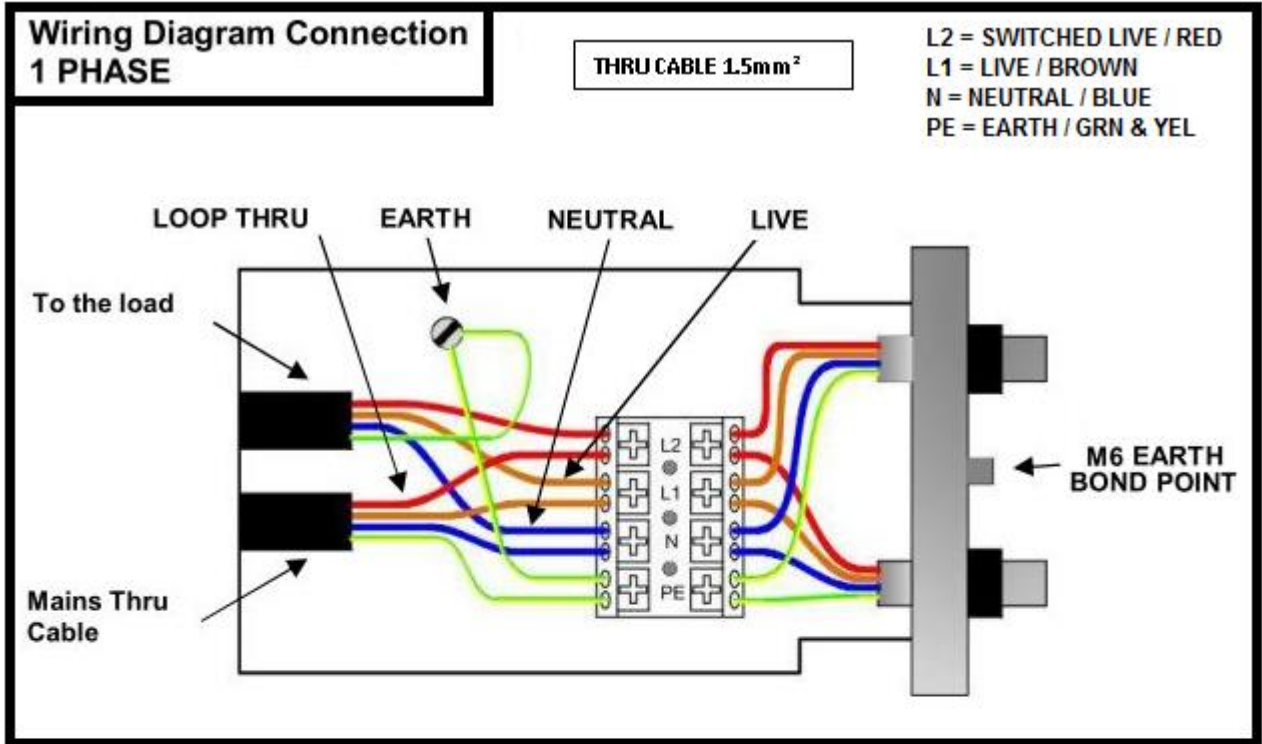 Wiring Diagram Connection
1 PHASE
THRU CABLE 1.5mm²
L2 = SWITCHED LIVE / RED
L1 = LIVE / BROWN
N = NEUTRAL / BLUE
PE = EARTH / GRN & YEL
LOOP THRU
EARTH
NEUTRAL
LIVE
To the load
L2
L1
N
PE
M6 EARTH
BOND POINT
Mains Thru
Cable